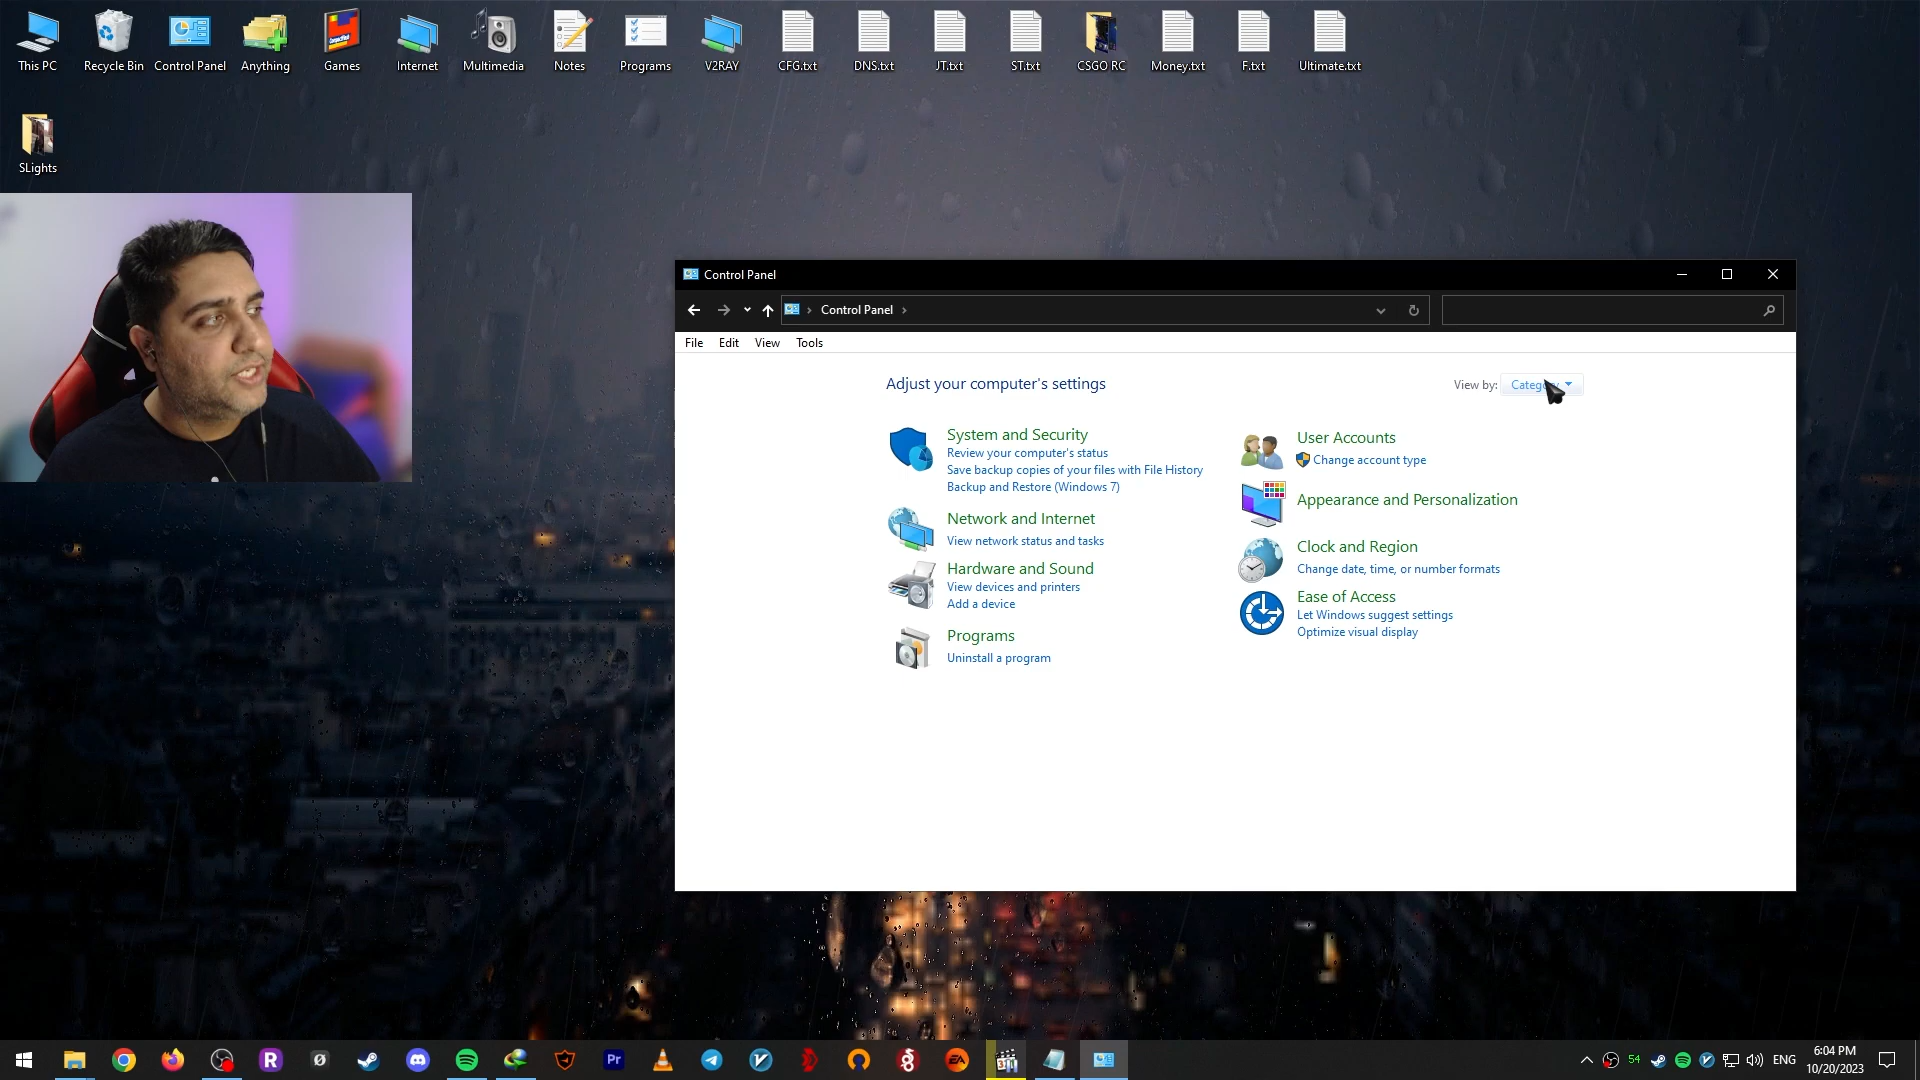 This PC
Recycle Bin
Control Panel
Anything
Games
Internet
Multimedia
Notes
Programs
V2RAY
CFG.txt
DNS.txt
JT.txt
ST.txt
CSGO RC
Money.txt
F.txt
Ultimate.txt
SLights
Control Panel
Control Panel
File Edit View Tools
Adjust your computer's settings
View by: Category
System and Security
Review your computer's status
Save backup copies of your files with File History
Backup and Restore (Windows 7)
Network and Internet
View network status and tasks
Hardware and Sound
View devices and printers
Add a device
Programs
Uninstall a program
User Accounts
Change account type
Appearance and Personalization
Clock and Region
Change date, time, or number formats
Ease of Access
Let Windows suggest settings
Optimize visual display
R
Pr
EA
54
ENG
6:04 PM
10/20/2023